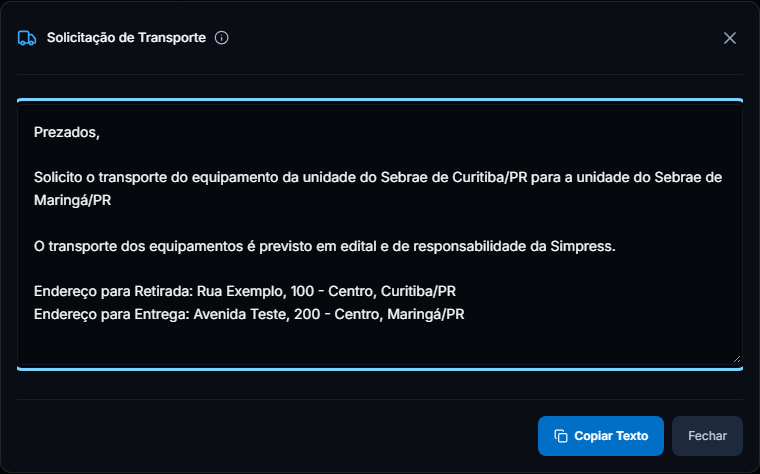 Solicitação de Transporte
Prezados,
Solicito o transporte do equipamento da unidade do Sebrae de Curitiba/PR para a unidade do Sebrae de
Maringá/PR
O transporte dos equipamentos é previsto em edital e de responsabilidade da Simpress.
Endereço para Retirada: Rua Exemplo, 100 - Centro, Curitiba/PR
Endereço para Entrega: Avenida Teste, 200 - Centro, Maringá/PR
Copiar Texto
Fechar